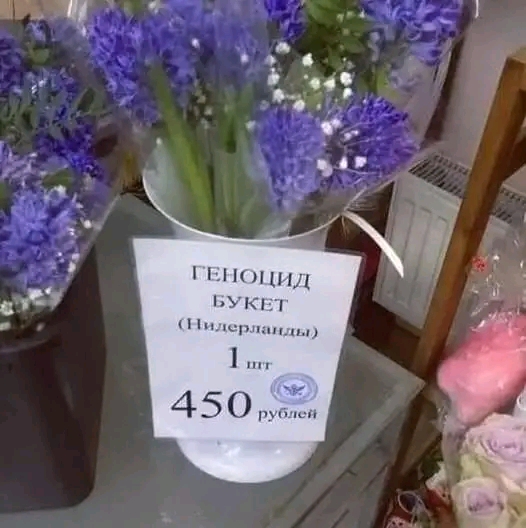 ГЕНОЦИД
БУКЕТ
(Нидерланды)
1 шт
450 рублей